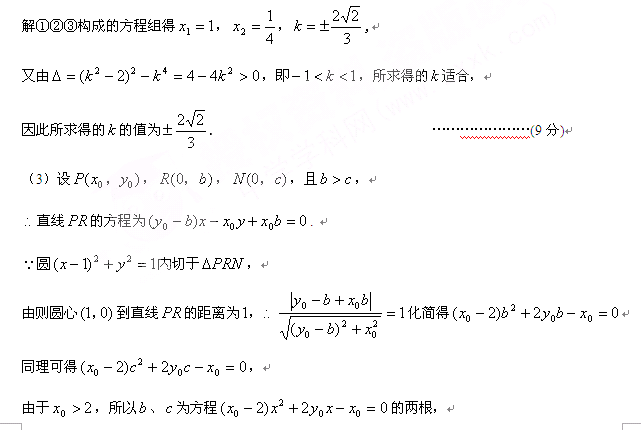 解①②③构成的方程组得 x₁ = 1， x₂ = 1/4， k = ±2√2/3，
又由 Δ = (k² − 2)² − k⁴ = 4 − 4k² > 0，即 −1 < k < 1，所求得的 k 适合，
因此所求得的 k 的值为 ± 2√2/3． …………………(9 分)
（3）设 P(x₀，y₀)， R(0，b)， N(0，c)，且 b > c，
∴ 直线 PR 的方程为 (y₀ − b)x − x₀y + x₀b = 0．
∵圆 (x − 1)² + y² = 1 内切于 ΔPRN，
由则圆心 (1, 0) 到直线 PR 的距离为 1，∴ |y₀ − b + x₀b| / √((y₀ − b)² + x₀²) = 1 化简得 (x₀ − 2)b² + 2y₀b − x₀ = 0
同理可得 (x₀ − 2)c² + 2y₀c − x₀ = 0，
由于 x₀ > 2，所以 b、c 为方程 (x₀ − 2)x² + 2y₀x − x₀ = 0 的两根，